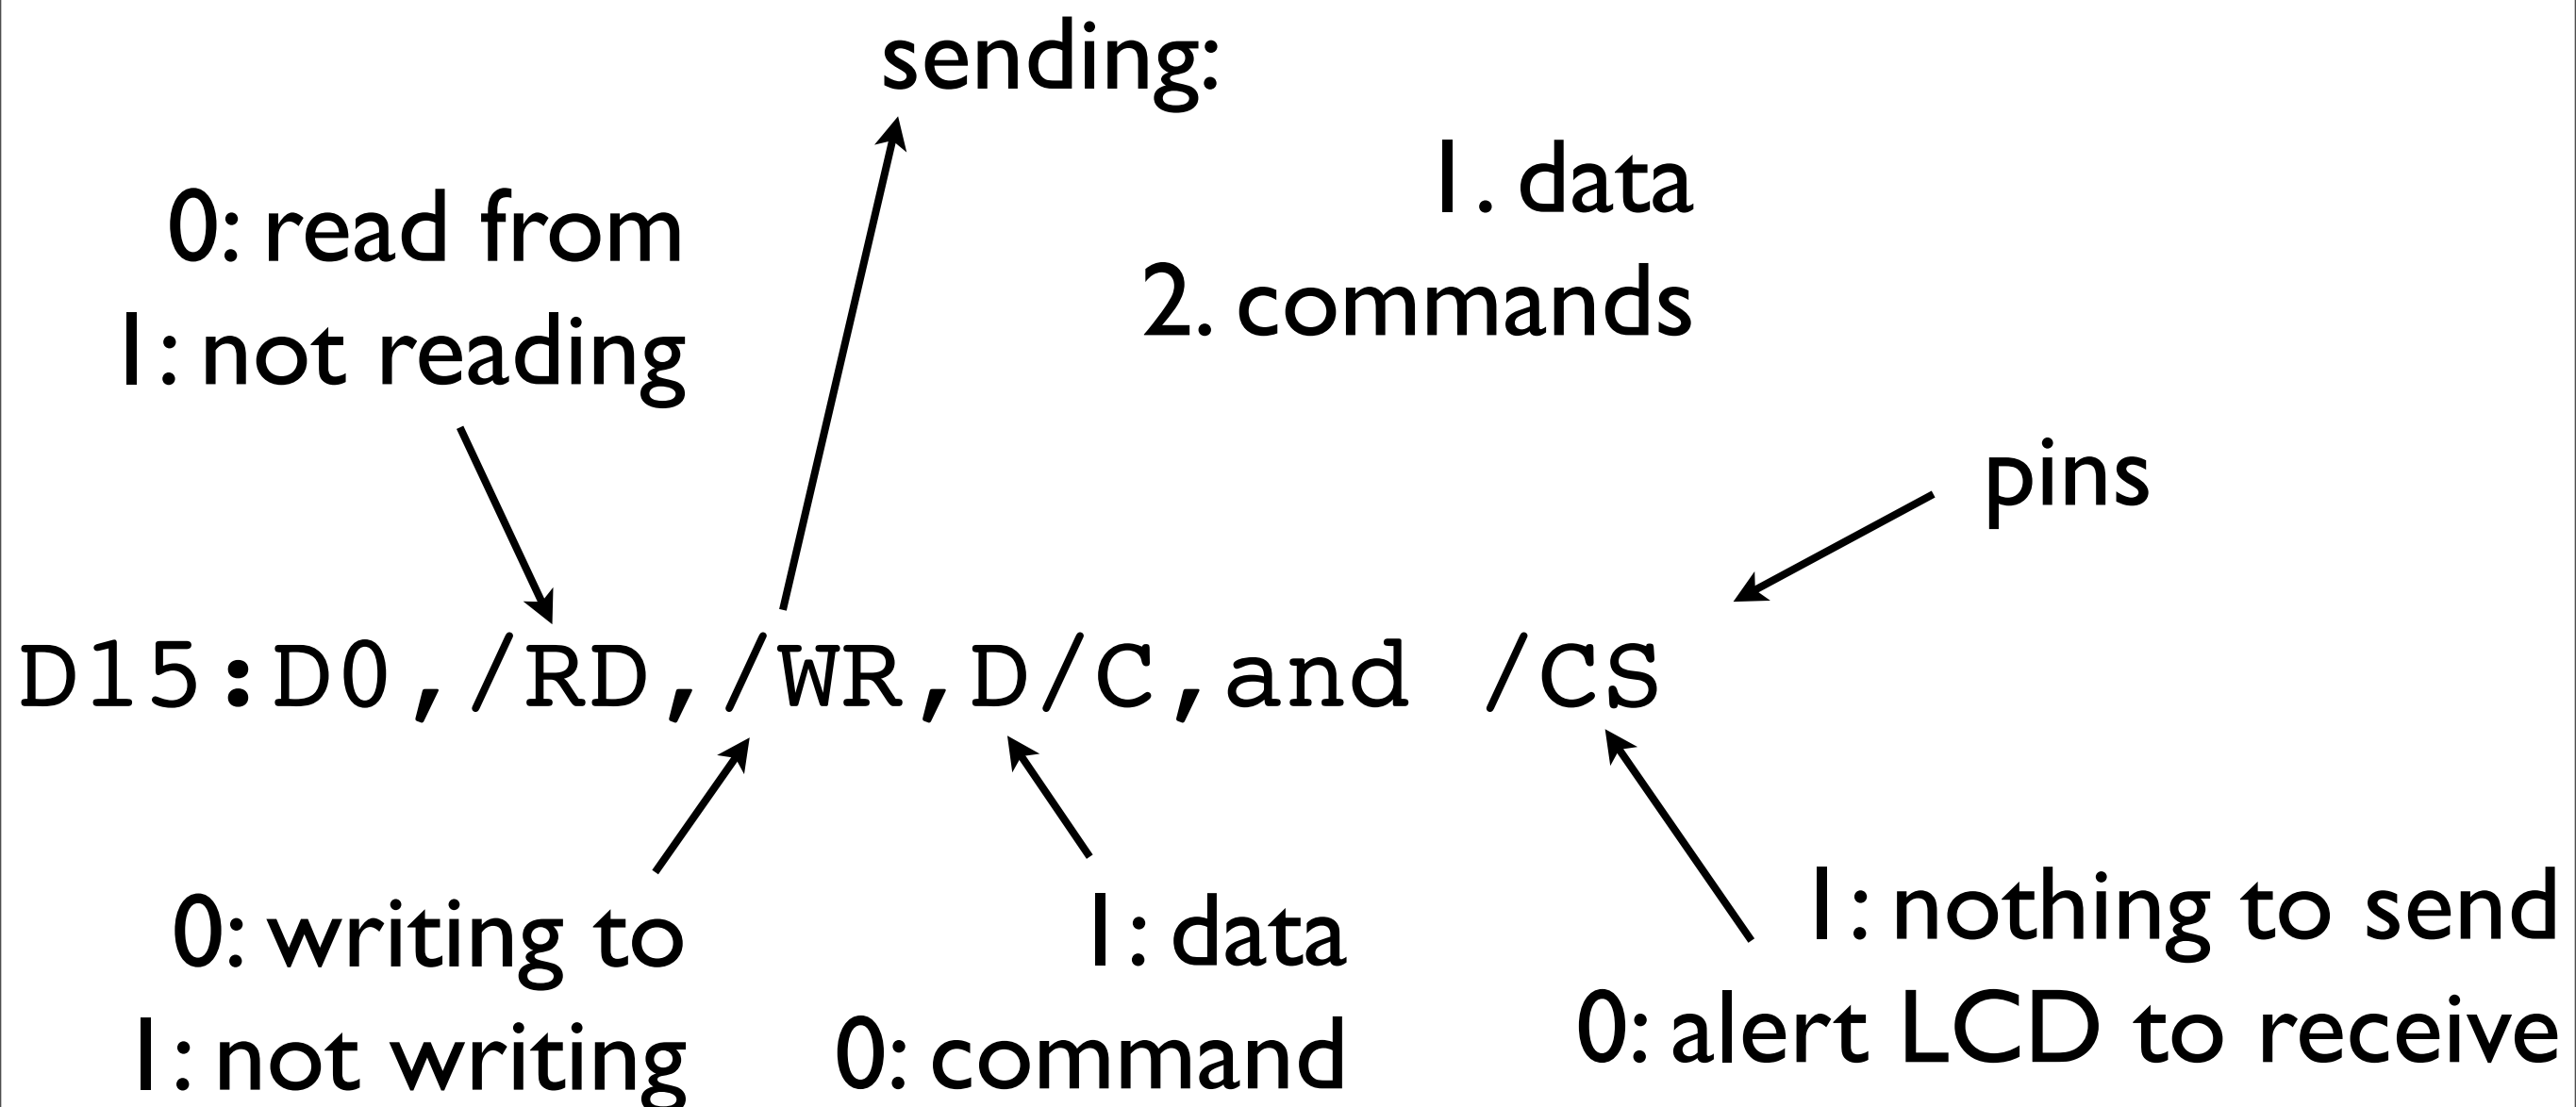 sending:
1. data
2. commands
0: read from
1: not reading
pins
D15:D0,/RD,/WR,D/C,and /CS
0: writing to
1: not writing
1: data
0: command
1: nothing to send
0: alert LCD to receive